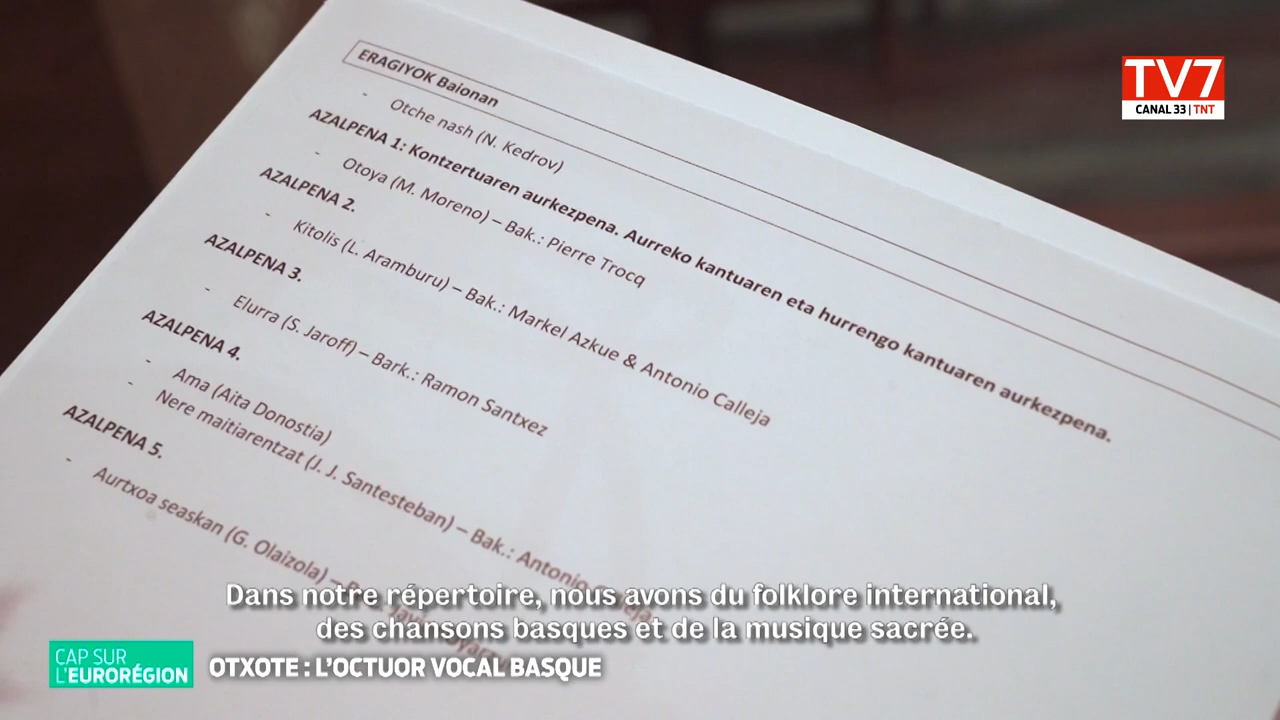 TV7
CANAL 33 | TNT
ERAGIYOK Baionan
- Otche nash (N. Kedrov)
AZALPENA 1: Kontzertuaren aurkezpena. Aurreko kantuaren eta hurrengo kantuaren aurkezpena.
- Otoya (M. Moreno) – Bak.: Pierre Trocq
AZALPENA 2.
- Kitolis (L. Aramburu) – Bak.: Markel Azkue & Antonio Calleja
AZALPENA 3.
- Elurra (S. Jaroff) – Bark.: Ramon Santxez
AZALPENA 4.
- Ama (Aita Donostia)
- Nere maitiarentzat (J. J. Santesteban) – Bak.: Antonio
AZALPENA 5.
- Aurtxoa seaskan (G. Olaizola) –
Dans notre répertoire, nous avons du folklore international,
des chansons basques et de la musique sacrée.
CAP SUR
L'EURORÉGION
OTXOTE : L'OCTUOR VOCAL BASQUE